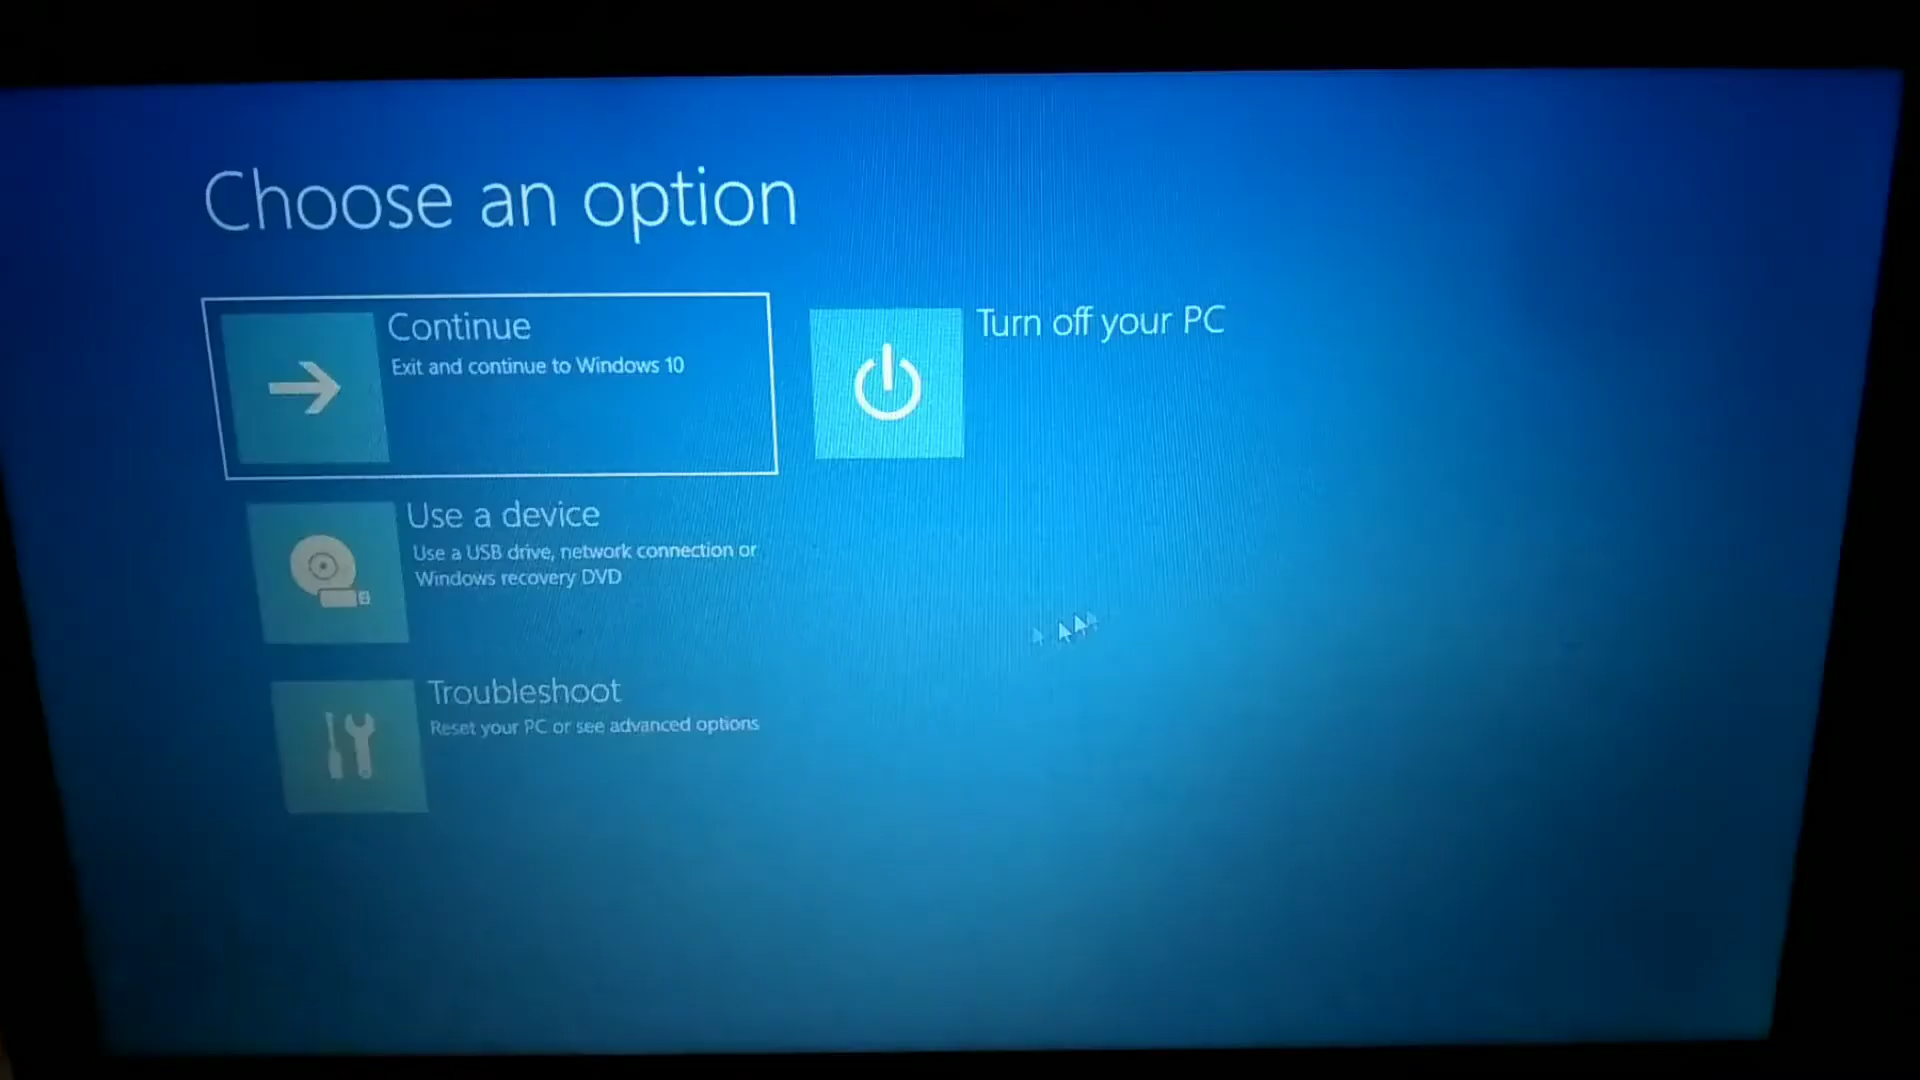 Choose an option
Continue
Exit and continue to Windows 10
Turn off your PC
Use a device
Use a USB drive, network connection or
Windows recovery DVD
Troubleshoot
Reset your PC or see advanced options